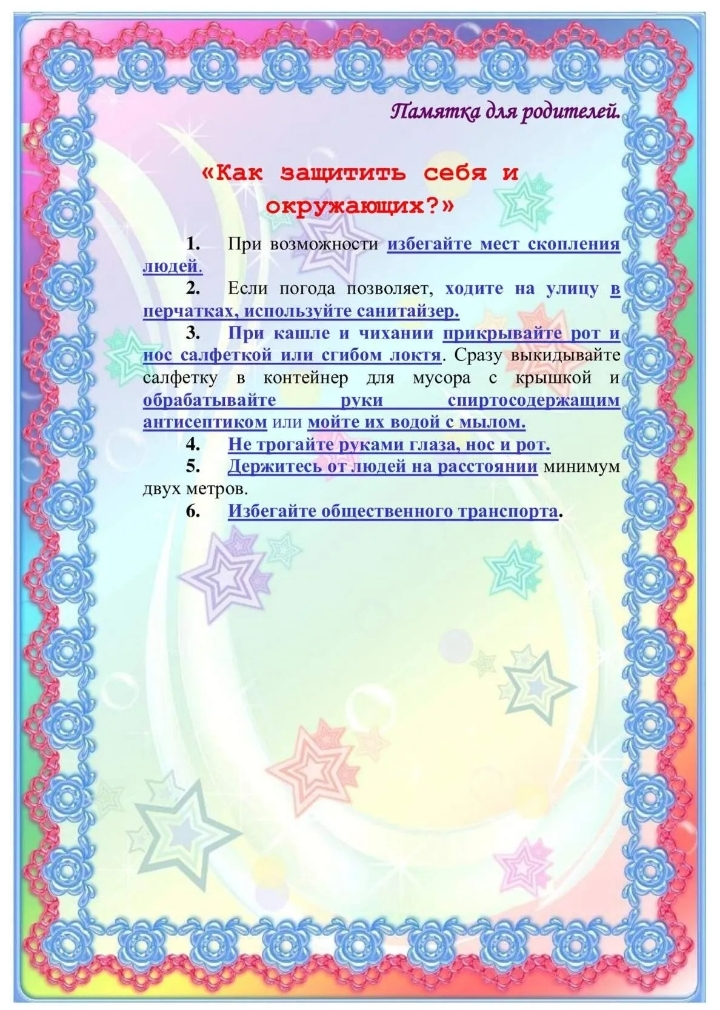 Памятка для родителей.
«Как защитить себя и
окружающих?»
1. При возможности избегайте мест скопления
людей.
2. Если погода позволяет, ходите на улицу в
перчатках, используйте санитайзер.
3. При кашле и чихании прикрывайте рот и
нос салфеткой или сгибом локтя. Сразу выкидывайте
салфетку в контейнер для мусора с крышкой и
обрабатывайте руки спиртосодержащим
антисептиком или мойте их водой с мылом.
4. Не трогайте руками глаза, нос и рот.
5. Держитесь от людей на расстоянии минимум
двух метров.
6. Избегайте общественного транспорта.